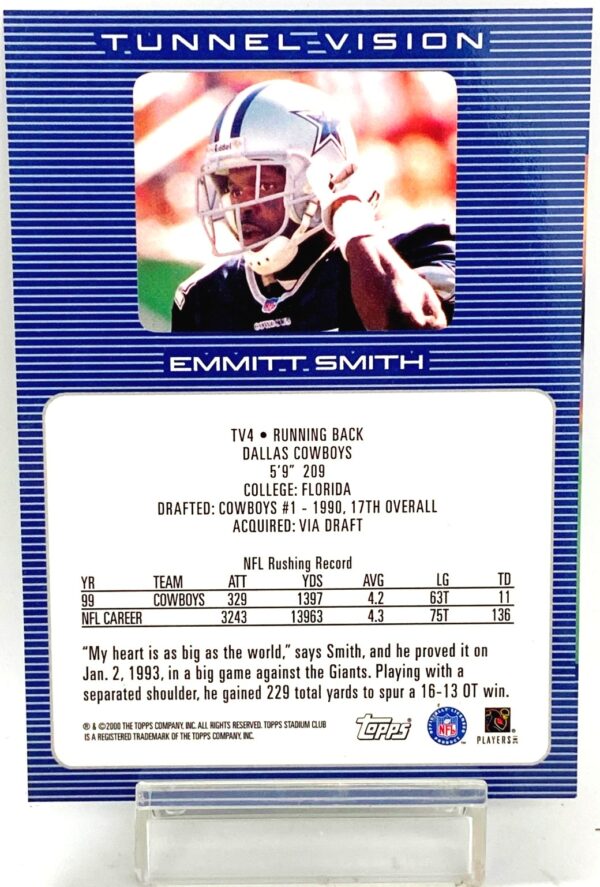 TUNNEL VISION
Riddell
EMMITT SMITH
TV4 • RUNNING BACK
DALLAS COWBOYS
5'9" 209
COLLEGE: FLORIDA
DRAFTED: COWBOYS #1 - 1990, 17TH OVERALL
ACQUIRED: VIA DRAFT
NFL Rushing Record
YR TEAM ATT YDS AVG LG TD
99 COWBOYS 329 1397 4.2 63T 11
NFL CAREER 3243 13963 4.3 75T 136
"My heart is as big as the world," says Smith, and he proved it on
Jan. 2, 1993, in a big game against the Giants. Playing with a
separated shoulder, he gained 229 total yards to spur a 16-13 OT win.
® & ©2000 THE TOPPS COMPANY, INC. ALL RIGHTS RESERVED. TOPPS STADIUM CLUB
IS A REGISTERED TRADEMARK OF THE TOPPS COMPANY, INC.
topps
NFL
PLAYERS INC